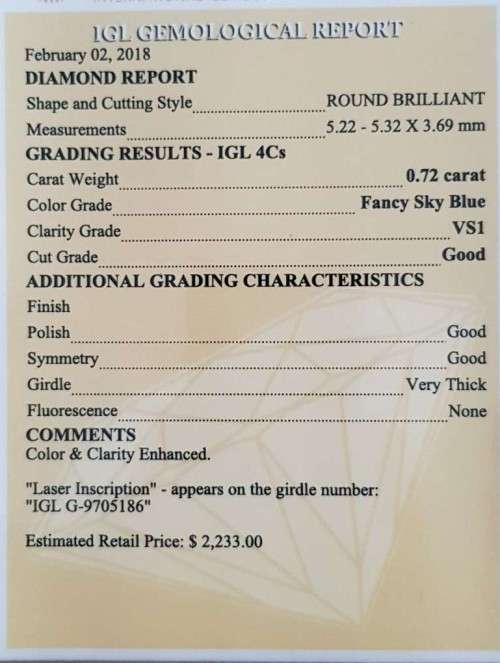 IGL GEMOLOGICAL REPORT
February 02, 2018
DIAMOND REPORT
Shape and Cutting Style ROUND BRILLIANT
Measurements 5.22 - 5.32 X 3.69 mm
GRADING RESULTS - IGL 4Cs
Carat Weight 0.72 carat
Color Grade Fancy Sky Blue
Clarity Grade VS1
Cut Grade Good
ADDITIONAL GRADING CHARACTERISTICS
Finish
Polish Good
Symmetry Good
Girdle Very Thick
Fluorescence None
COMMENTS
Color & Clarity Enhanced.
"Laser Inscription" - appears on the girdle number:
"IGL G-9705186"
Estimated Retail Price: $ 2,233.00